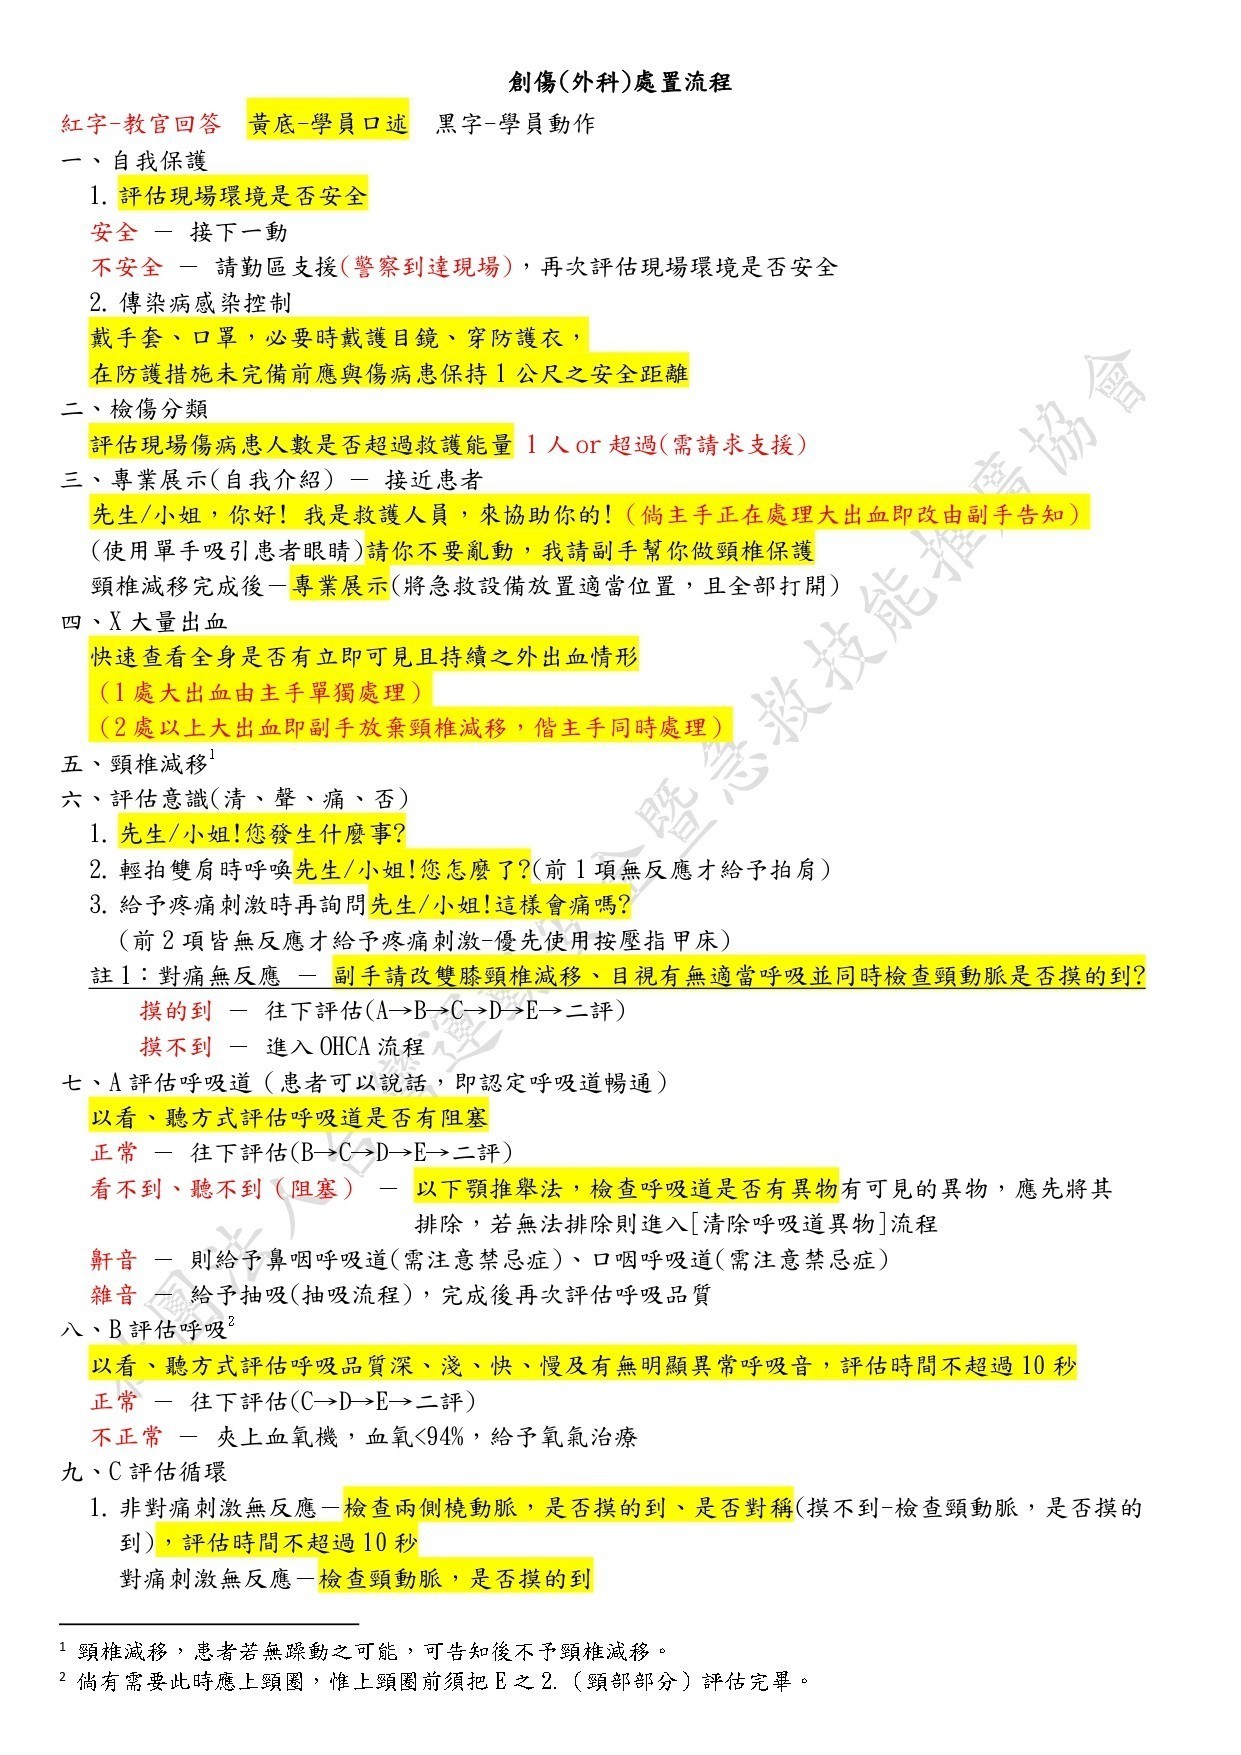 創傷(外科)處置流程
紅字-教官回答 黃底-學員口述 黑字-學員動作
一、自我保護
1. 評估現場環境是否安全
安全 － 接下一動
不安全 － 請勤區支援(警察到達現場)，再次評估現場環境是否安全
2. 傳染病感染控制
戴手套、口罩，必要時戴護目鏡、穿防護衣，
在防護措施未完備前應與傷病患保持 1 公尺之安全距離
二、檢傷分類
評估現場傷病患人數是否超過救護能量 1 人 or 超過(需請求支援)
三、專業展示(自我介紹) － 接近患者
先生/小姐，你好! 我是救護人員，來協助你的!（倘主手正在處理大出血即改由副手告知）
(使用單手吸引患者眼睛)請你不要亂動，我請副手幫你做頸椎保護
頸椎減移完成後－專業展示(將急救設備放置適當位置，且全部打開)
四、X 大量出血
快速查看全身是否有立即可見且持續之外出血情形
（1 處大出血由主手單獨處理）
（2 處以上大出血即副手放棄頸椎減移，偕主手同時處理）
五、頸椎減移1
六、評估意識(清、聲、痛、否)
1. 先生/小姐!您發生什麼事?
2. 輕拍雙肩時呼喚先生/小姐!您怎麼了?(前 1 項無反應才給予拍肩)
3. 給予疼痛刺激時再詢問先生/小姐!這樣會痛嗎?
(前 2 項皆無反應才給予疼痛刺激-優先使用按壓指甲床)
註 1：對痛無反應 － 副手請改雙膝頸椎減移、目視有無適當呼吸並同時檢查頸動脈是否摸的到?
摸的到 － 往下評估(A→B→C→D→E→二評)
摸不到 － 進入 OHCA 流程
七、A 評估呼吸道（患者可以說話，即認定呼吸道暢通）
以看、聽方式評估呼吸道是否有阻塞
正常 － 往下評估(B→C→D→E→二評)
看不到、聽不到（阻塞） － 以下顎推舉法，檢查呼吸道是否有異物有可見的異物，應先將其
排除，若無法排除則進入[清除呼吸道異物]流程
鼾音 － 則給予鼻咽呼吸道(需注意禁忌症)、口咽呼吸道(需注意禁忌症)
雜音 － 給予抽吸(抽吸流程)，完成後再次評估呼吸品質
八、B 評估呼吸2
以看、聽方式評估呼吸品質深、淺、快、慢及有無明顯異常呼吸音，評估時間不超過 10 秒
正常 － 往下評估(C→D→E→二評)
不正常 － 夾上血氧機，血氧<94%，給予氧氣治療
九、C 評估循環
1. 非對痛刺激無反應－檢查兩側橈動脈，是否摸的到、是否對稱(摸不到-檢查頸動脈，是否摸的
到)，評估時間不超過 10 秒
對痛刺激無反應－檢查頸動脈，是否摸的到
1 頸椎減移，患者若無躁動之可能，可告知後不予頸椎減移。
2 倘有需要此時應上頸圈，惟上頸圈前須把 E 之 2.（頸部部分）評估完畢。